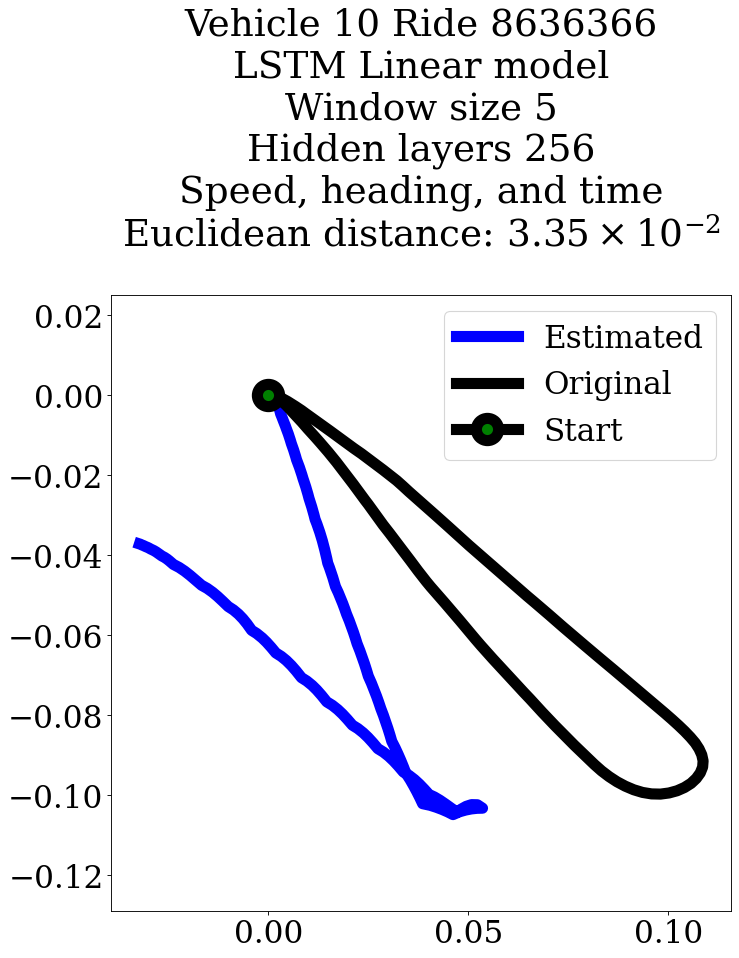 Vehicle 10 Ride 8636366
LSTM Linear model
Window size 5
Hidden layers 256
Speed, heading, and time
Euclidean distance: 3.35 × 10⁻²
Estimated
Original
Start
0.02
0.00
−0.02
−0.04
−0.06
−0.08
−0.10
−0.12
0.00 0.05 0.10